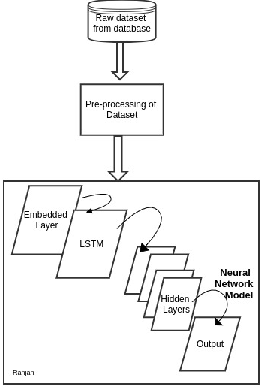 Raw dataset
from database
Pre-processing of
Dataset
Embedded
Layer
LSTM
Neural
Network
Model
Hidden
Layers
Output
Ranjan